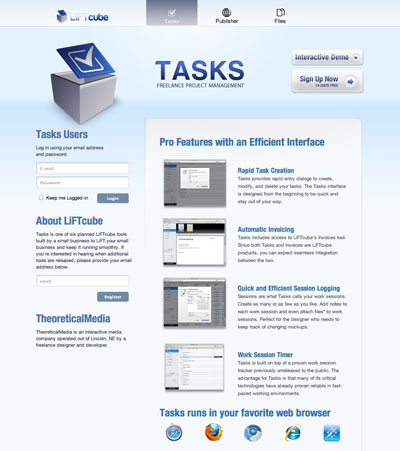 LiFTcube
Tasks
Publisher
Files
TASKS
FREELANCE PROJECT MANAGEMENT
Interactive Demo
Sign Up Now
14 DAYS FREE
Tasks Users
Log in using your email address
and password.
E-mail
Password
Keep me Logged-in
Login
About LiFTcube
Tasks is one of six planned LiFTcube tools
built by a small business to LiFT your small
business and keep it running smoothly. If
you're interested in hearing when additional
tools are released, please provide your email
address below.
email
Register
TheoreticalMedia
TheoreticalMedia is an interactive media
company operated out of Lincoln, NE by a
freelance designer and developer.
Pro Features with an Efficient Interface
Rapid Task Creation
Tasks provides rapid entry dialogs to create,
modify, and delete your tasks. The Tasks interface
is designed from the beginning to be quick and
stay out of your way.
Automatic Invoicing
Tasks includes access to LiFTcube's invoices tool.
Since both Tasks and Invoices are LiFTcube
products, you can expect seamless integration
between the two.
Quick and Efficient Session Logging
Sessions are what Tasks calls your work sessions.
Create as many or as few as you like. Add notes to
each work session and even attach files* to work
sessions. Perfect for the designer who needs to
keep track of changing mockups.
Work Session Timer
Tasks is built on top of a proven work session
tracker previously unreleased to the public. The
advantage for Tasks is that many of its critical
technologies have already proven reliable in fast-
paced working environments.
Tasks runs in your favorite web browser